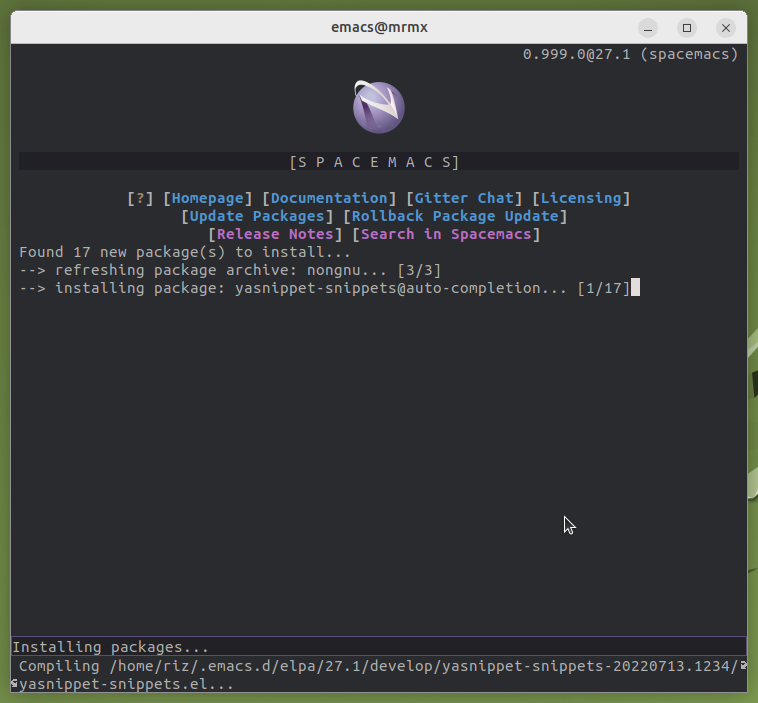 emacs@mrmx
0.999.0@27.1 (spacemacs)
[S P A C E M A C S]
[?] [Homepage] [Documentation] [Gitter Chat] [Licensing]
[Update Packages] [Rollback Package Update]
[Release Notes] [Search in Spacemacs]
Found 17 new package(s) to install...
--> refreshing package archive: nongnu... [3/3]
--> installing package: yasnippet-snippets@auto-completion... [1/17]
Installing packages...
Compiling /home/riz/.emacs.d/elpa/27.1/develop/yasnippet-snippets-20220713.1234/
yasnippet-snippets.el...